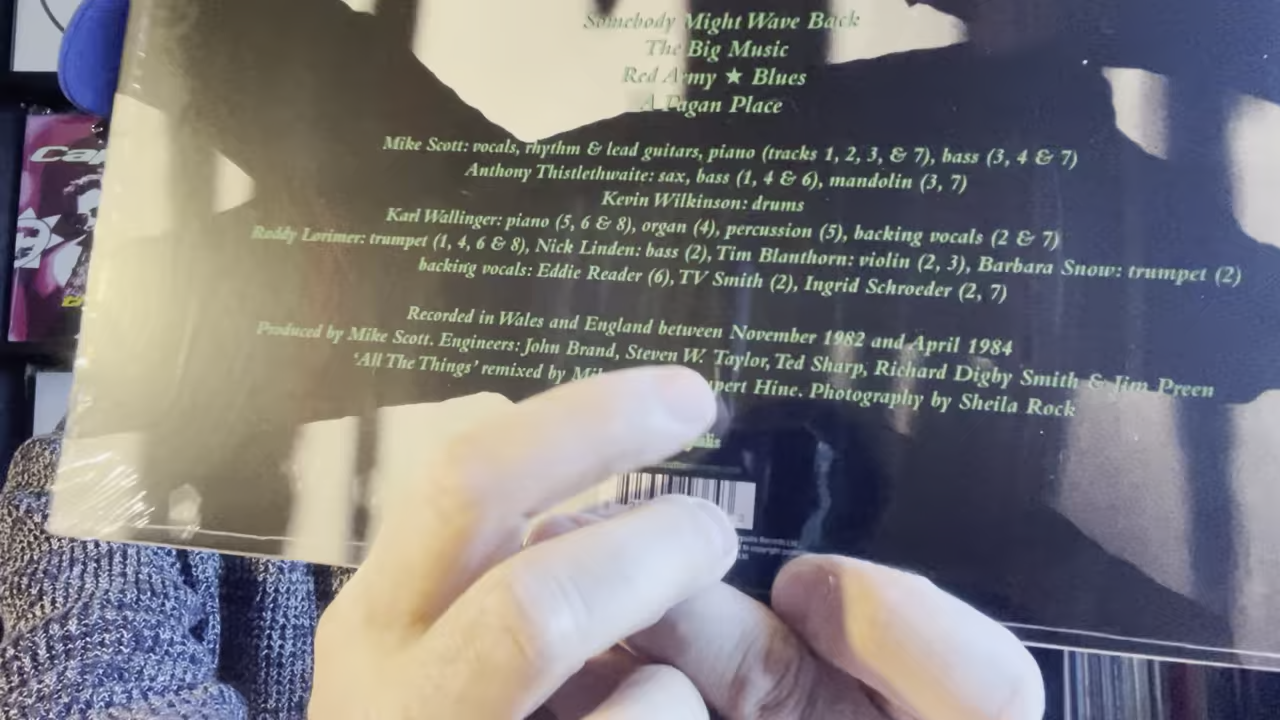 Somebody Might Wave Back
The Big Music
Red Army ★ Blues
A Pagan Place
Mike Scott: vocals, rhythm & lead guitars, piano (tracks 1, 2, 3, & 7), bass (3, 4 & 7)
Anthony Thistlethwaite: sax, bass (1, 4 & 6), mandolin (3, 7)
Kevin Wilkinson: drums
Karl Wallinger: piano (5, 6 & 8), organ (4), percussion (5), backing vocals (2 & 7)
Roddy Lorimer: trumpet (1, 4, 6 & 8), Nick Linden: bass (2), Tim Blanthorn: violin (2, 3), Barbara Snow: trumpet (2)
backing vocals: Eddie Reader (6), TV Smith (2), Ingrid Schroeder (2, 7)
Recorded in Wales and England between November 1982 and April 1984
Produced by Mike Scott. Engineers: John Brand, Steven W. Taylor, Ted Sharp, Richard Digby Smith & Jim Preen
'All The Things' remixed by Hine. Photography by Sheila Rock